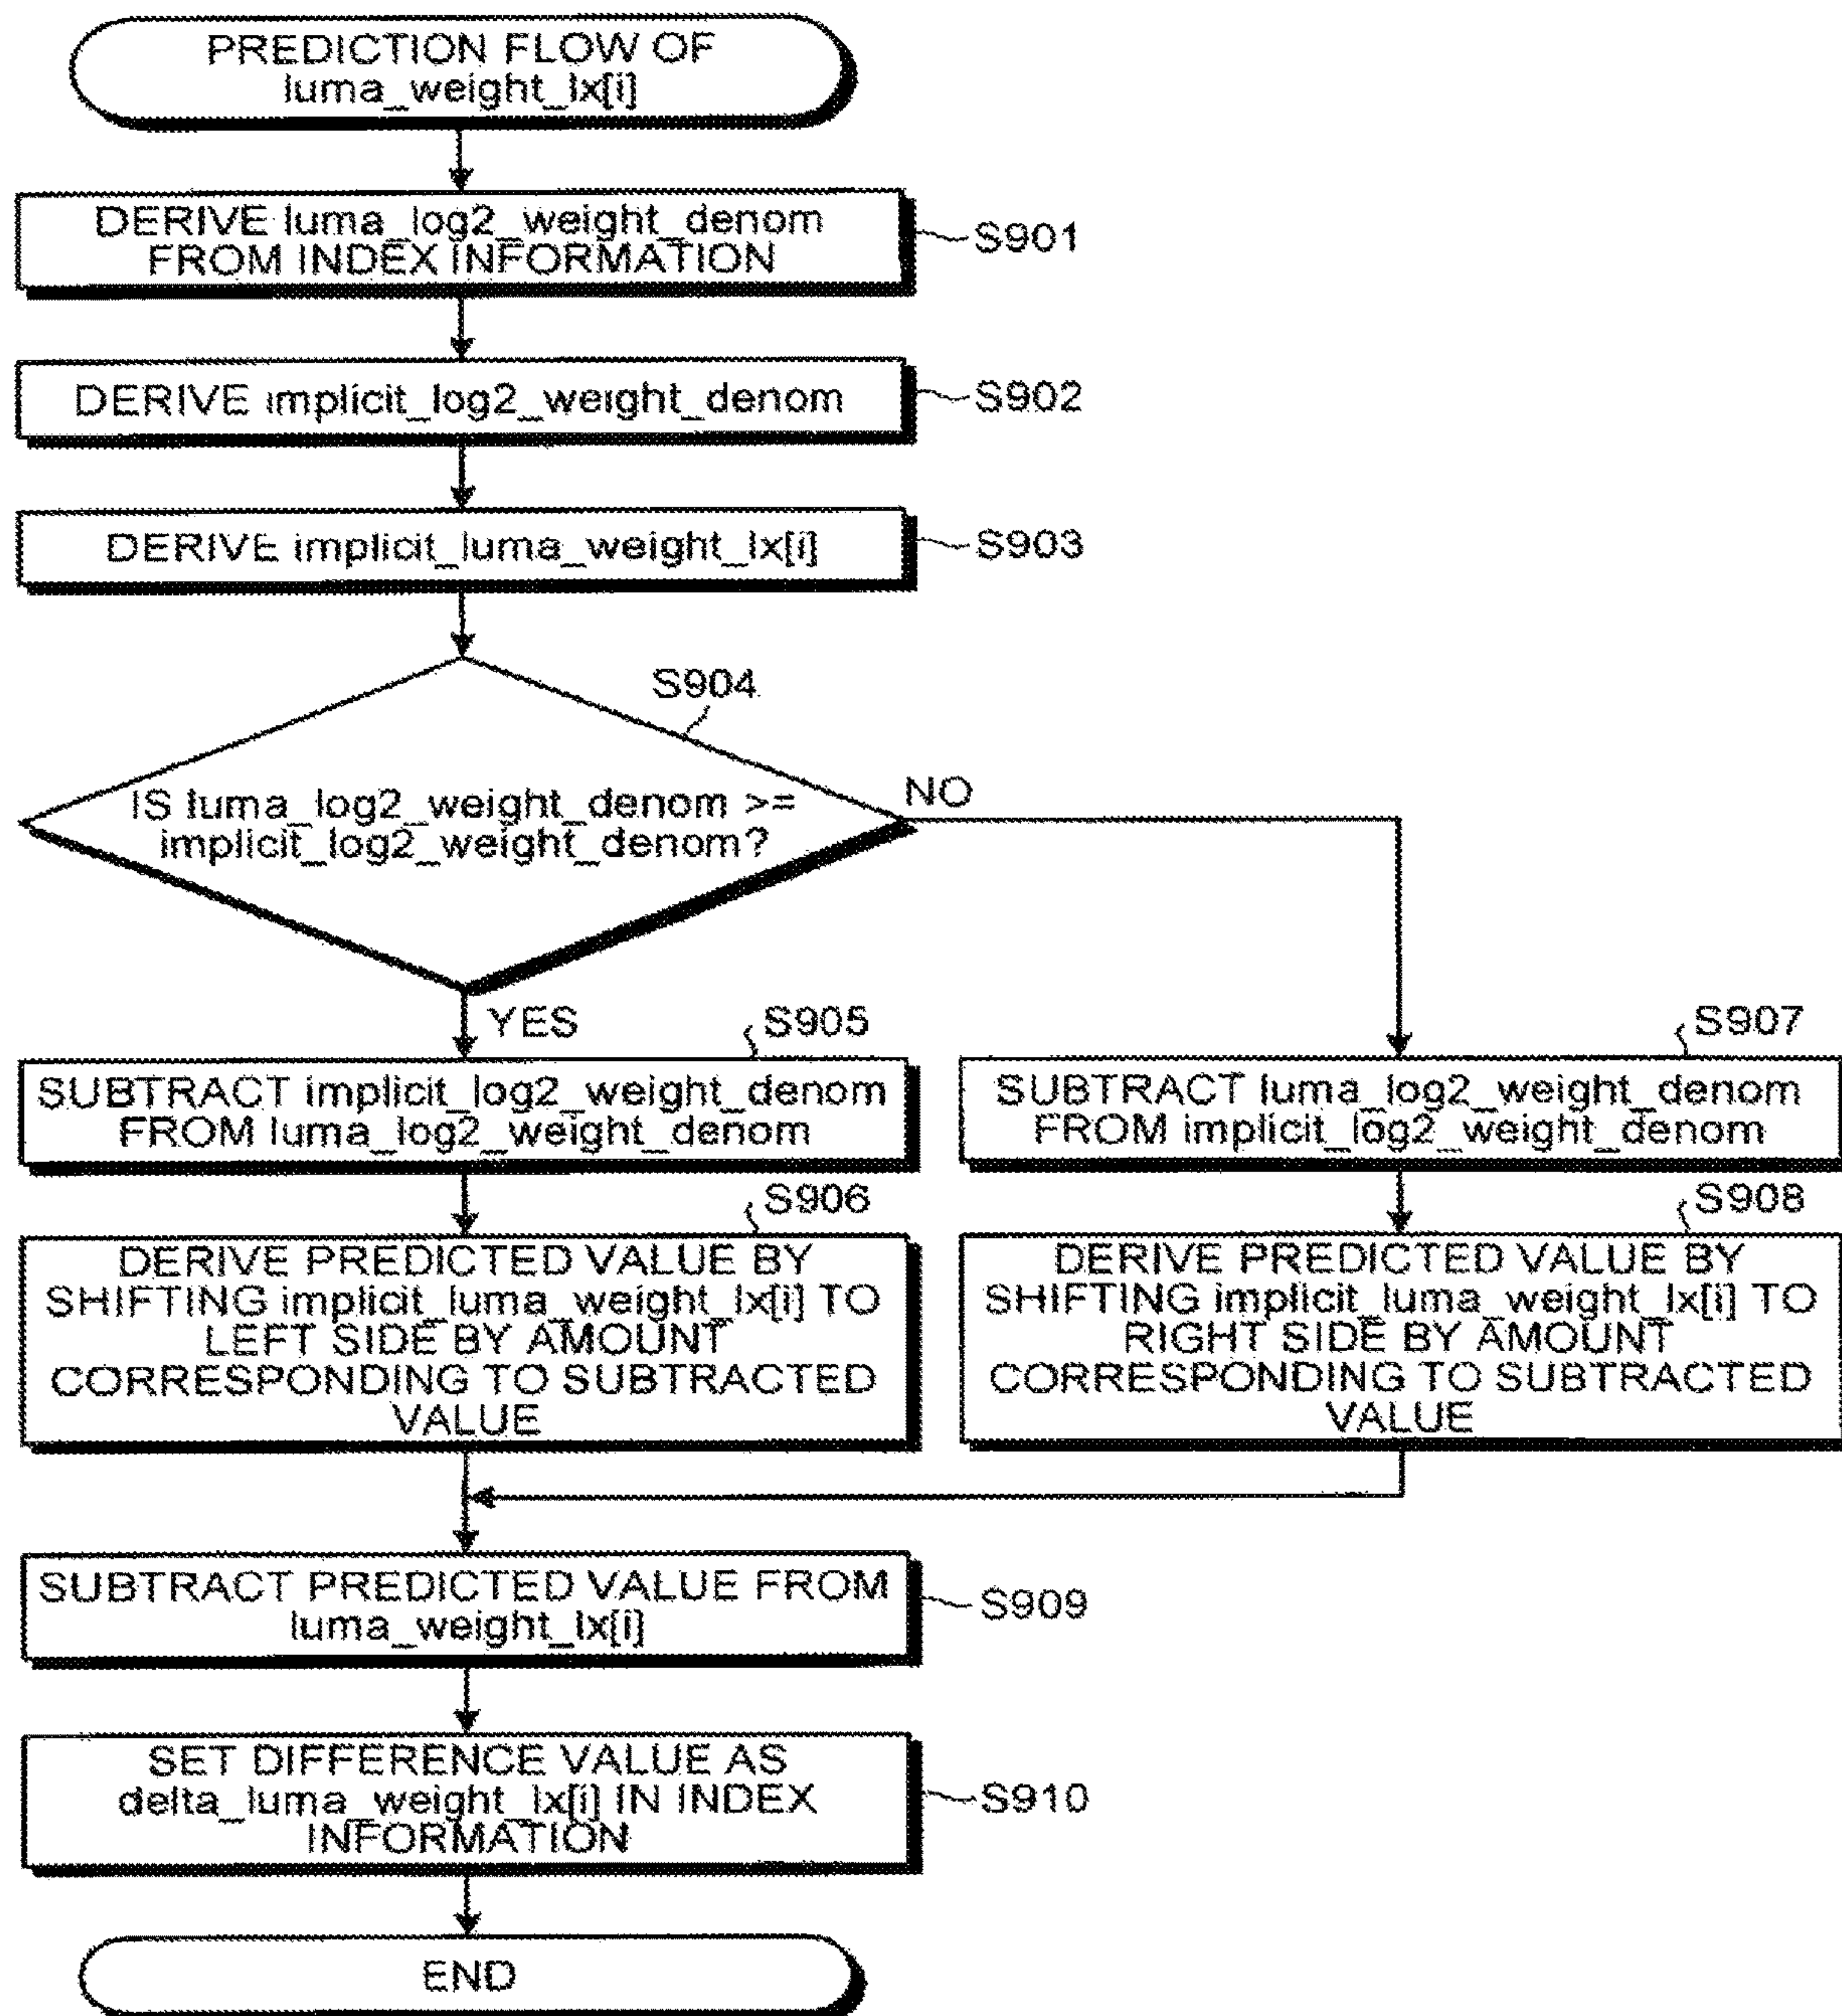 PREDICTION FLOW OF
luma_weight_lx[i]
DERIVE luma_log2_weight_denom
FROM INDEX INFORMATION
S901
DERIVE implicit_log2_weight_denom
S902
DERIVE implicit_luma_weight_lx[i]
S903
S904
IS luma_log2_weight_denom >=
implicit_log2_weight_denom?
NO
YES
S905
SUBTRACT implicit_log2_weight_denom
FROM luma_log2_weight_denom
S907
SUBTRACT luma_log2_weight_denom
FROM implicit_log2_weight_denom
S906
DERIVE PREDICTED VALUE BY
SHIFTING implicit_luma_weight_lx[i] TO
LEFT SIDE BY AMOUNT
CORRESPONDING TO SUBTRACTED
VALUE
S908
DERIVE PREDICTED VALUE BY
SHIFTING implicit_luma_weight_lx[i] TO
RIGHT SIDE BY AMOUNT
CORRESPONDING TO SUBTRACTED
VALUE
SUBTRACT PREDICTED VALUE FROM
luma_weight_lx[i]
S909
SET DIFFERENCE VALUE AS
delta_luma_weight_lx[i] IN INDEX
INFORMATION
S910
END